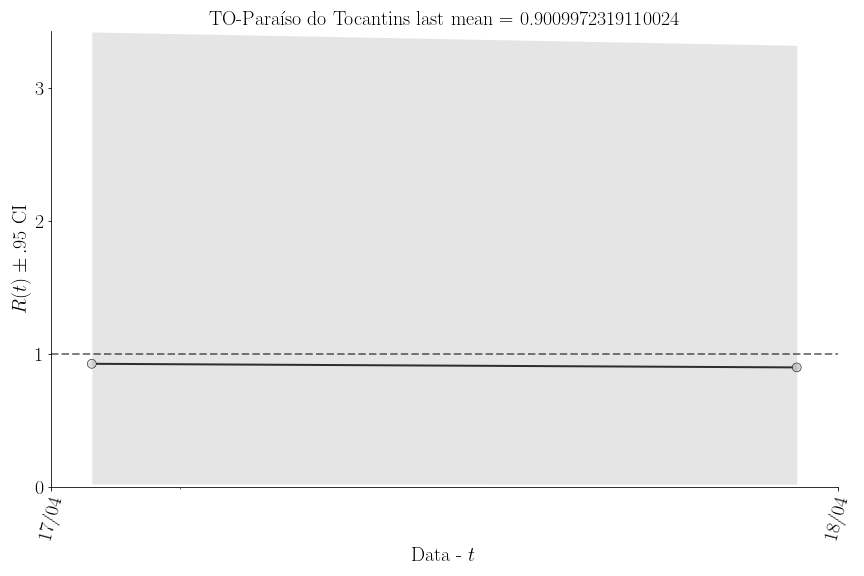 TO-Paraíso do Tocantins last mean = 0.9009972319110024
3
2
1
0
R(t) ± .95 CI
17/04
18/04
Data - t